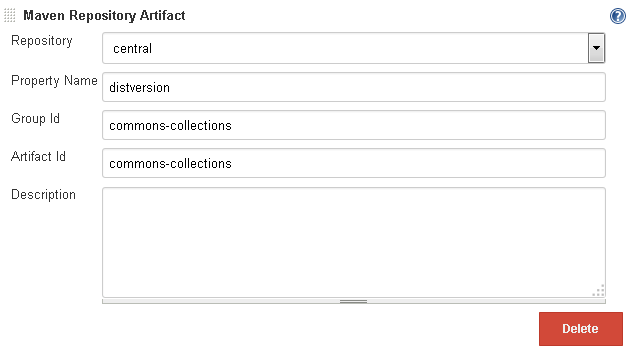 Maven Repository Artifact
Repository
central
Property Name
distversion
Group Id
commons-collections
Artifact Id
commons-collections
Description
Delete